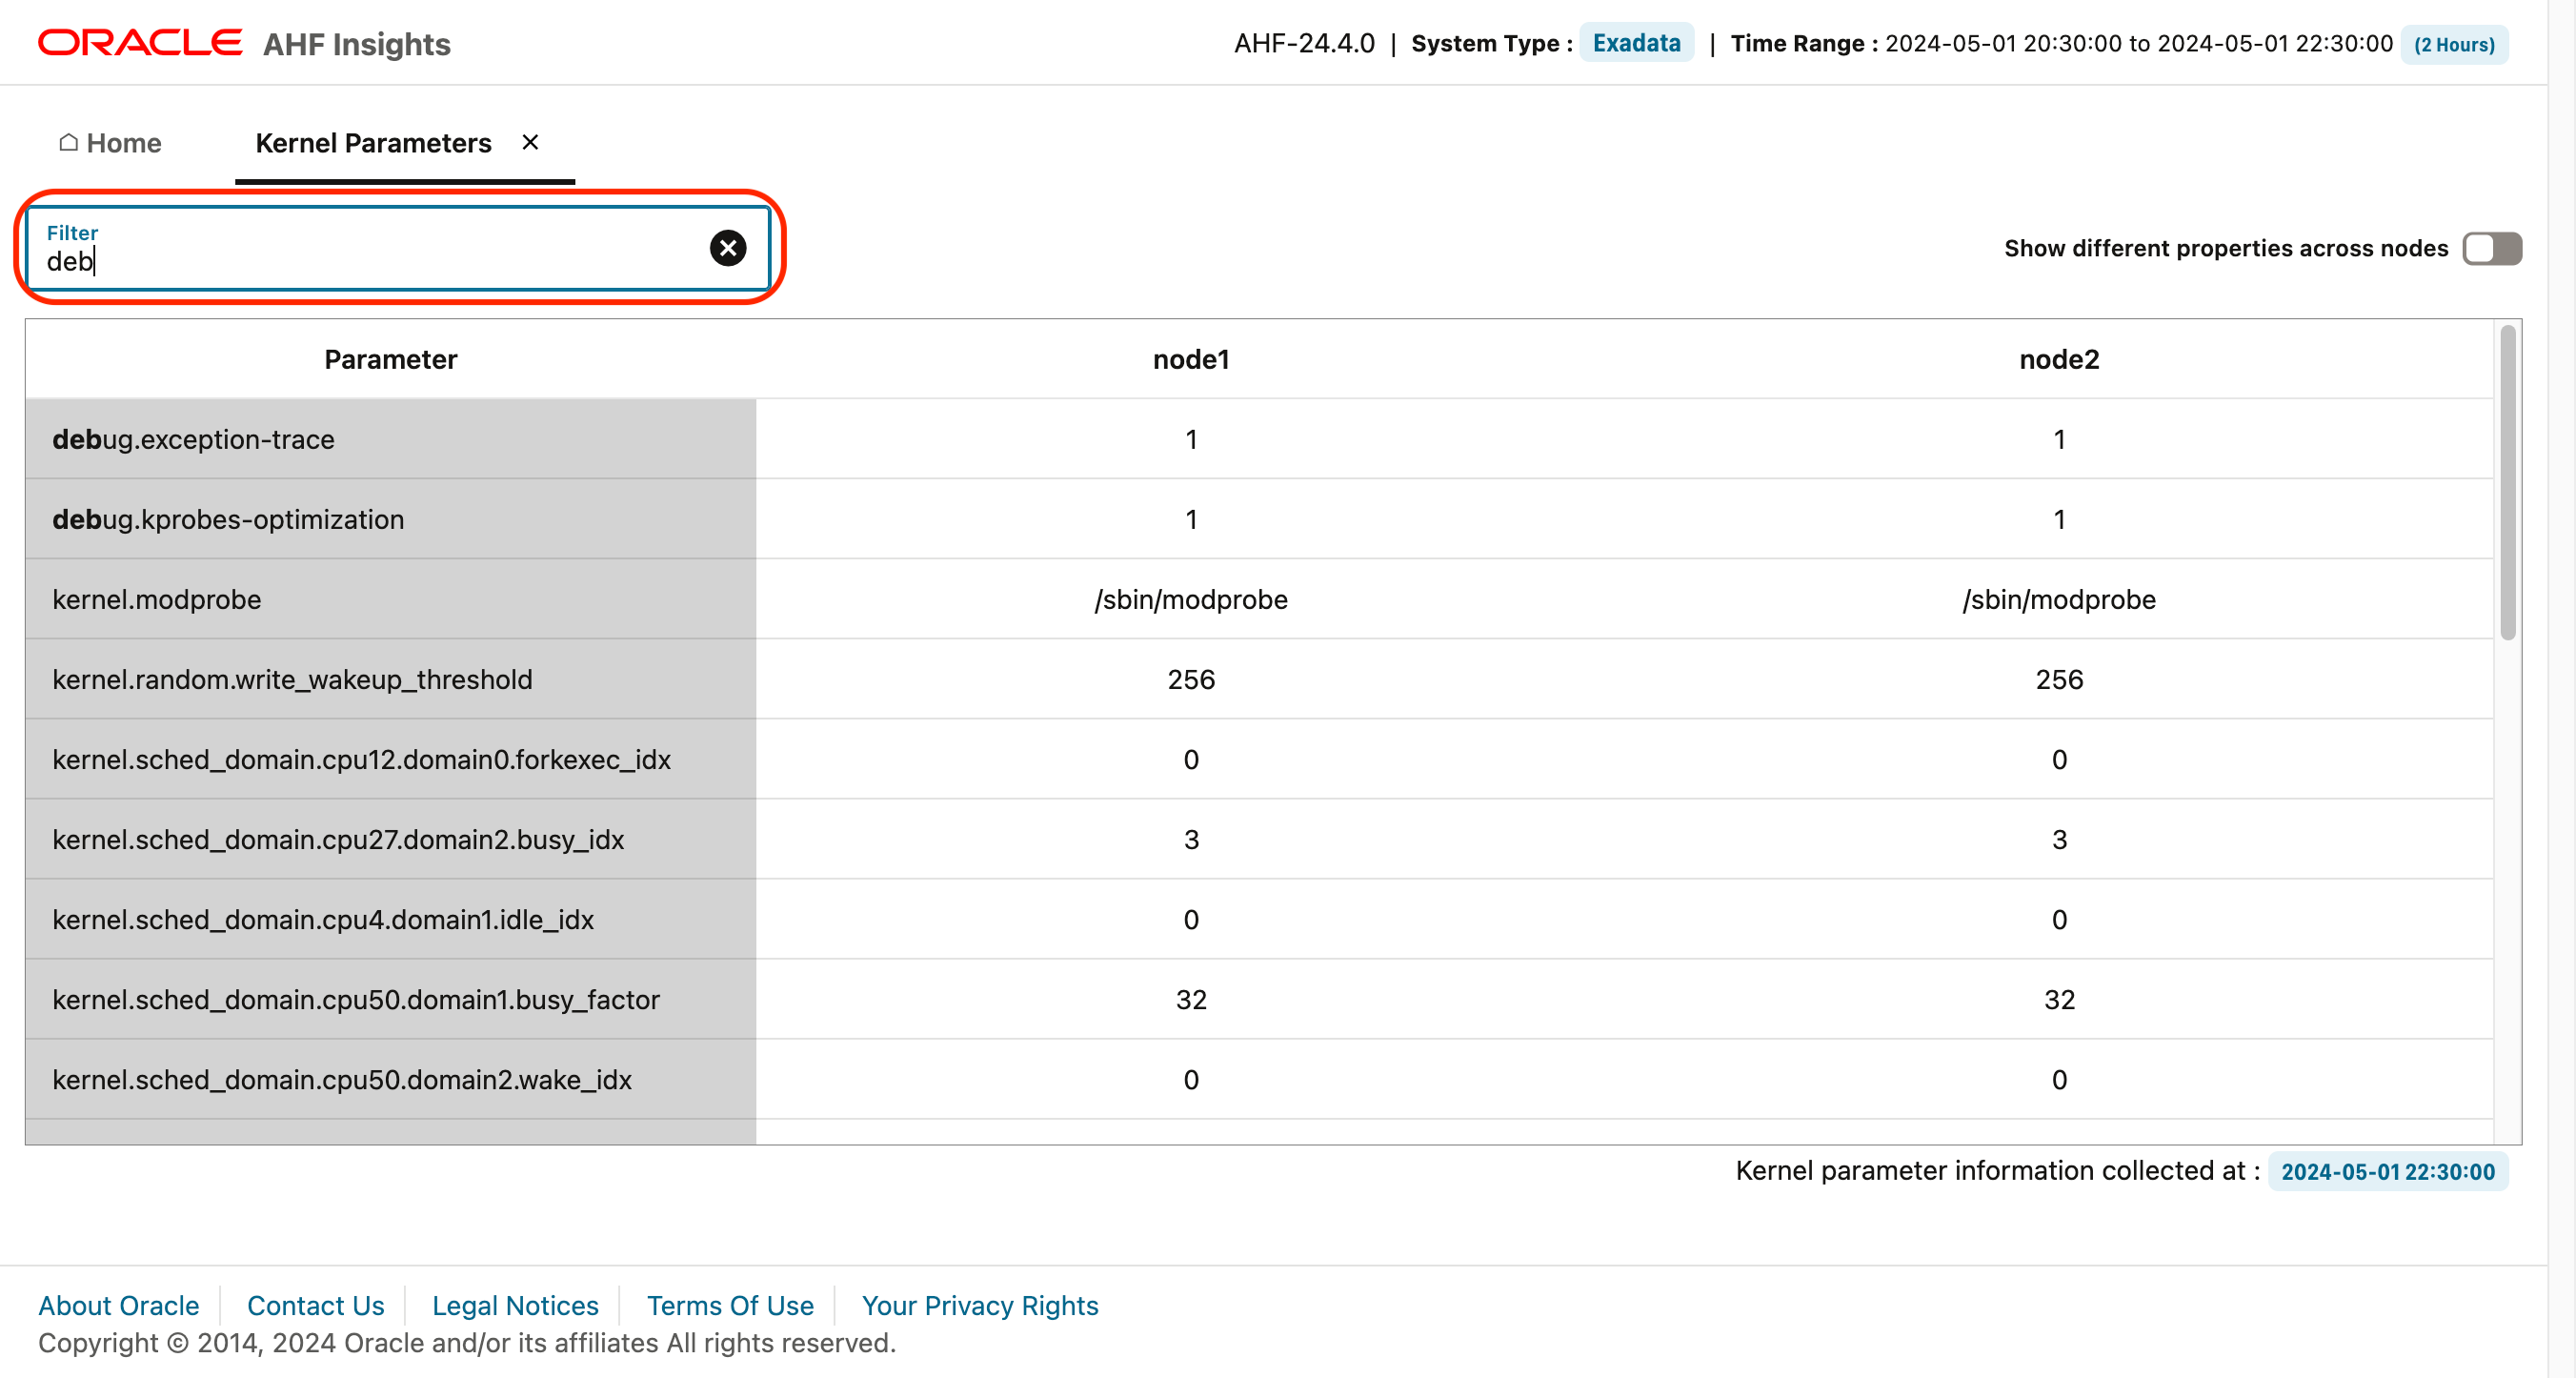 ORACLE AHF Insights AHF-24.4.0 | System Type : Exadata | Time Range : 2024-05-01 20:30:00 to 2024-05-01 22:30:00 (2 Hours)
Home Kernel Parameters ×
Filter
deb
Show different properties across nodes
Parameter node1 node2
debug.exception-trace 1 1
debug.kprobes-optimization 1 1
kernel.modprobe /sbin/modprobe /sbin/modprobe
kernel.random.write_wakeup_threshold 256 256
kernel.sched_domain.cpu12.domain0.forkexec_idx 0 0
kernel.sched_domain.cpu27.domain2.busy_idx 3 3
kernel.sched_domain.cpu4.domain1.idle_idx 0 0
kernel.sched_domain.cpu50.domain1.busy_factor 32 32
kernel.sched_domain.cpu50.domain2.wake_idx 0 0
Kernel parameter information collected at : 2024-05-01 22:30:00
About Oracle Contact Us Legal Notices Terms Of Use Your Privacy Rights
Copyright © 2014, 2024 Oracle and/or its affiliates All rights reserved.